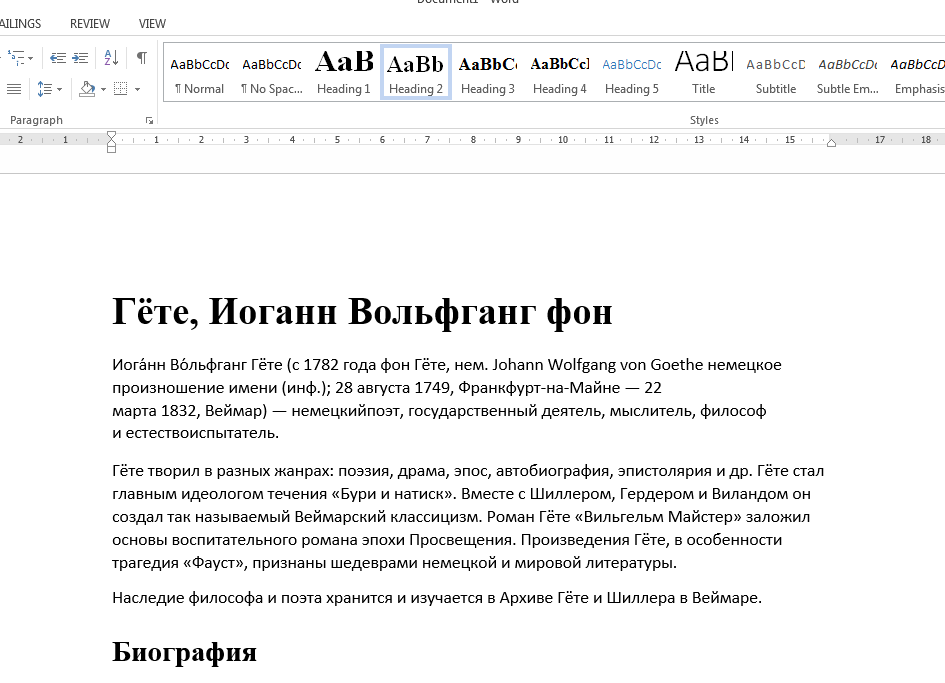 Document1 - Word
AILINGS REVIEW VIEW
AaBbCcDc AaBbCcDc AaB AaBb AaBbC AaBbCc AaBbCcDc AaB AaBbCcD AaBbCcDc AaBbCcDc
¶ Normal ¶ No Spac... Heading 1 Heading 2 Heading 3 Heading 4 Heading 5 Title Subtitle Subtle Em... Emphasis
Paragraph Styles
2 1 1 2 3 4 5 6 7 8 9 10 11 12 13 14 15 17 18
Гёте, Иоганн Вольфганг фон
Иога́нн Во́льфганг Гёте (с 1782 года фон Гёте, нем. Johann Wolfgang von Goethe немецкое
произношение имени (инф.); 28 августа 1749, Франкфурт-на-Майне — 22
марта 1832, Веймар) — немецкийпоэт, государственный деятель, мыслитель, философ
и естествоиспытатель.
Гёте творил в разных жанрах: поэзия, драма, эпос, автобиография, эпистолярия и др. Гёте стал
главным идеологом течения «Бури и натиск». Вместе с Шиллером, Гердером и Виландом он
создал так называемый Веймарский классицизм. Роман Гёте «Вильгельм Майстер» заложил
основы воспитательного романа эпохи Просвещения. Произведения Гёте, в особенности
трагедия «Фауст», признаны шедеврами немецкой и мировой литературы.
Наследие философа и поэта хранится и изучается в Архиве Гёте и Шиллера в Веймаре.
Биография